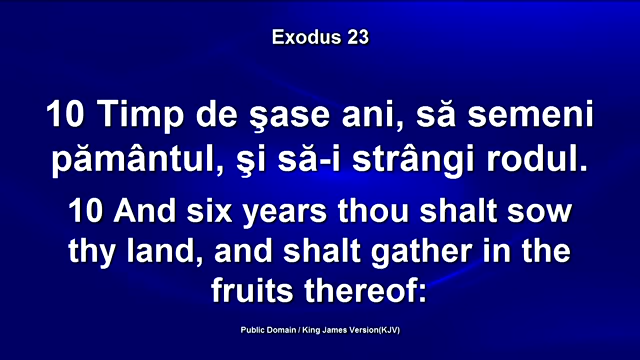 Exodus 23
10 Timp de şase ani, să semeni
pământul, şi să-i strângi rodul.
10 And six years thou shalt sow
thy land, and shalt gather in the
fruits thereof:
Public Domain / King James Version(KJV)